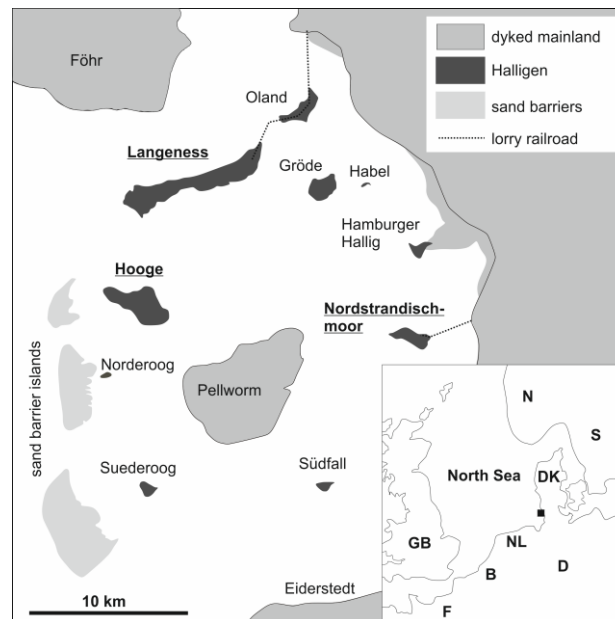 Föhr
dyked mainland
Halligen
sand barriers
lorry railroad
Oland
Langeness
Gröde
Habel
Hamburger
Hallig
Hooge
Nordstrandisch-
moor
sand barrier islands
Norderoog
Pellworm
Suederoog
Südfall
Eiderstedt
10 km
N
S
North Sea
DK
GB
NL
B
D
F